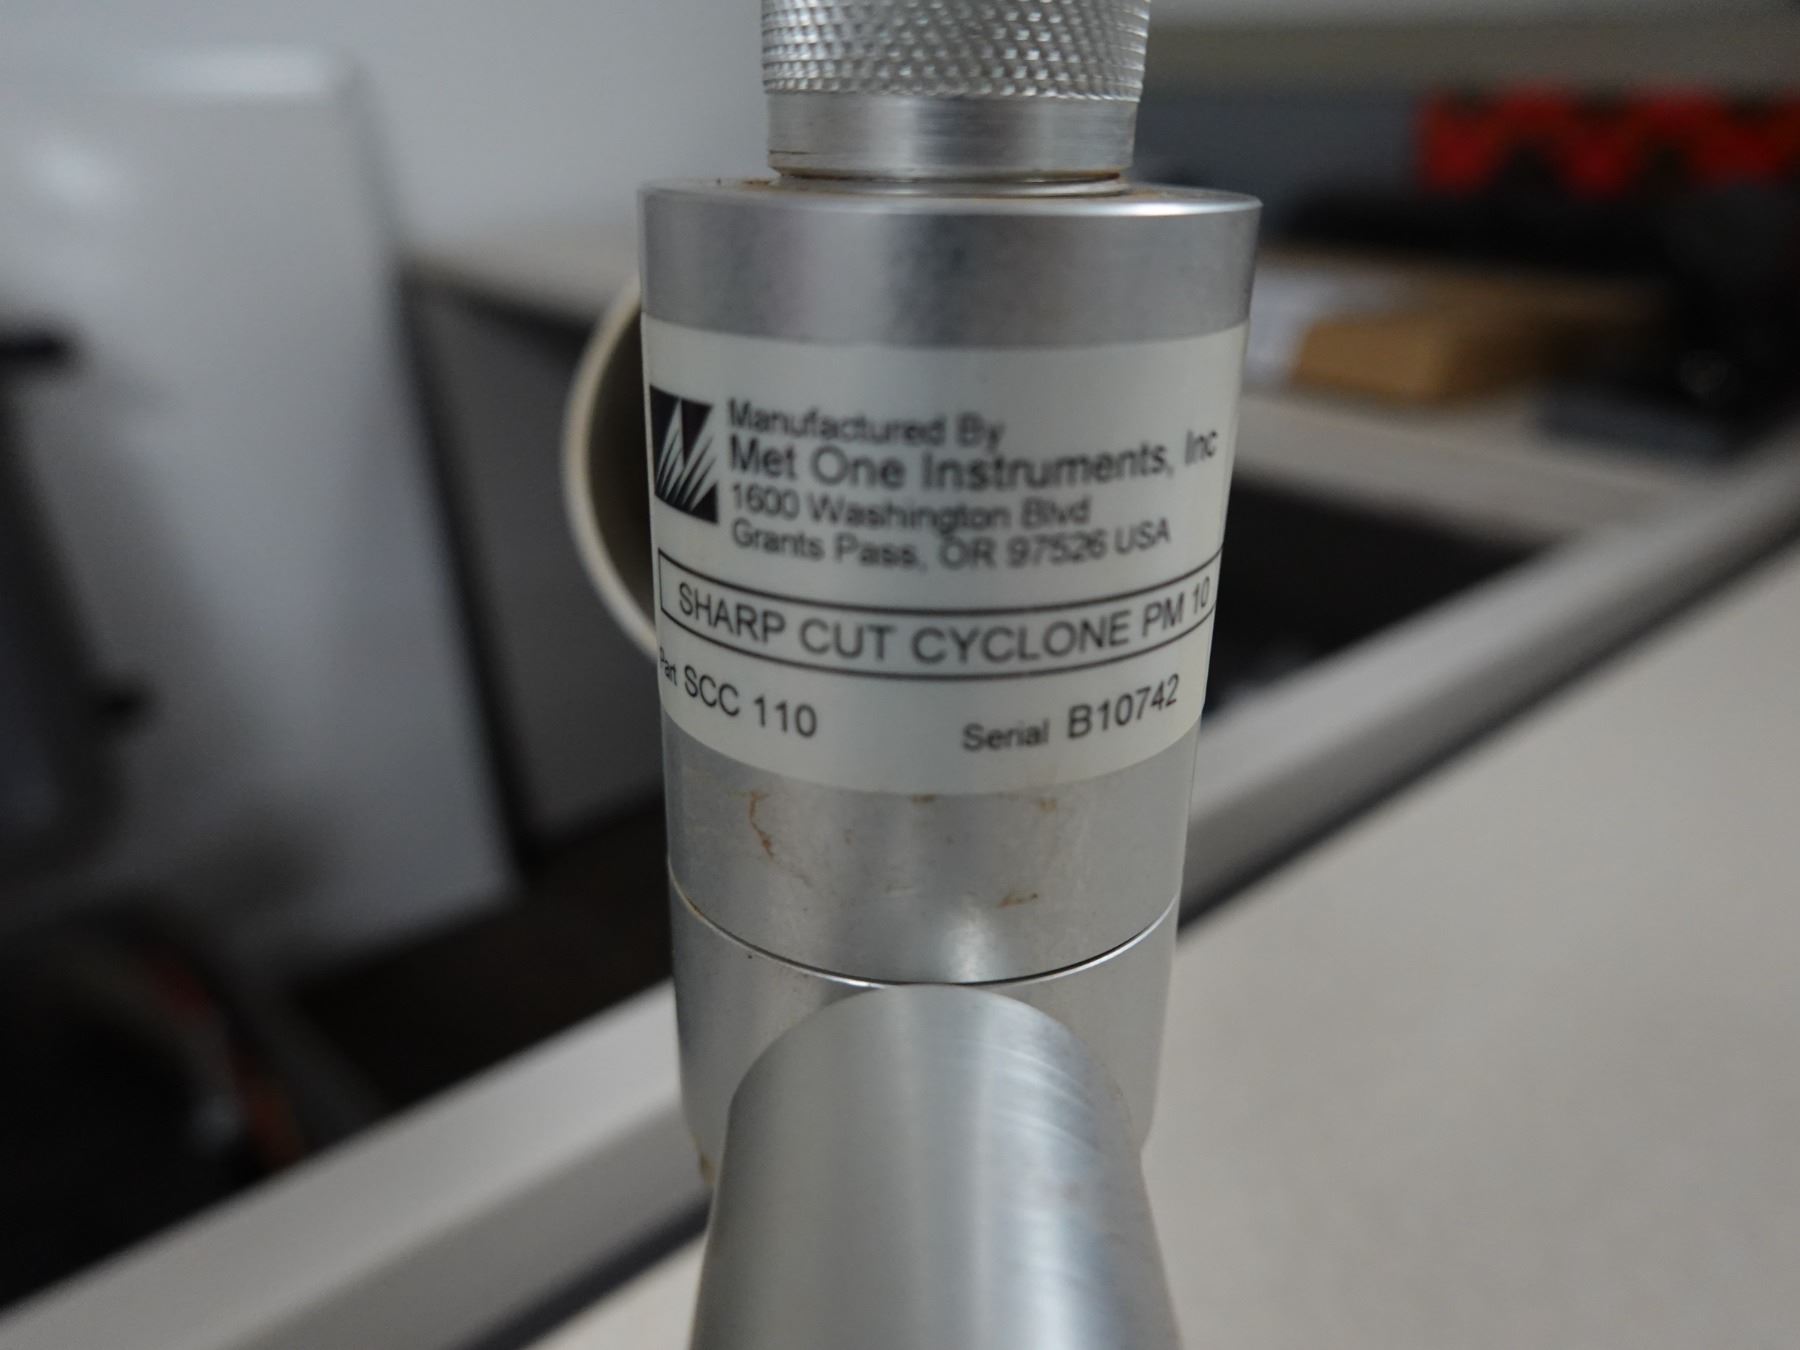 Manufactured By
Met One Instruments, Inc
1600 Washington Blvd
Grants Pass, OR 97526 USA
SHARP CUT CYCLONE PM 10
Part SCC 110
Serial B10742